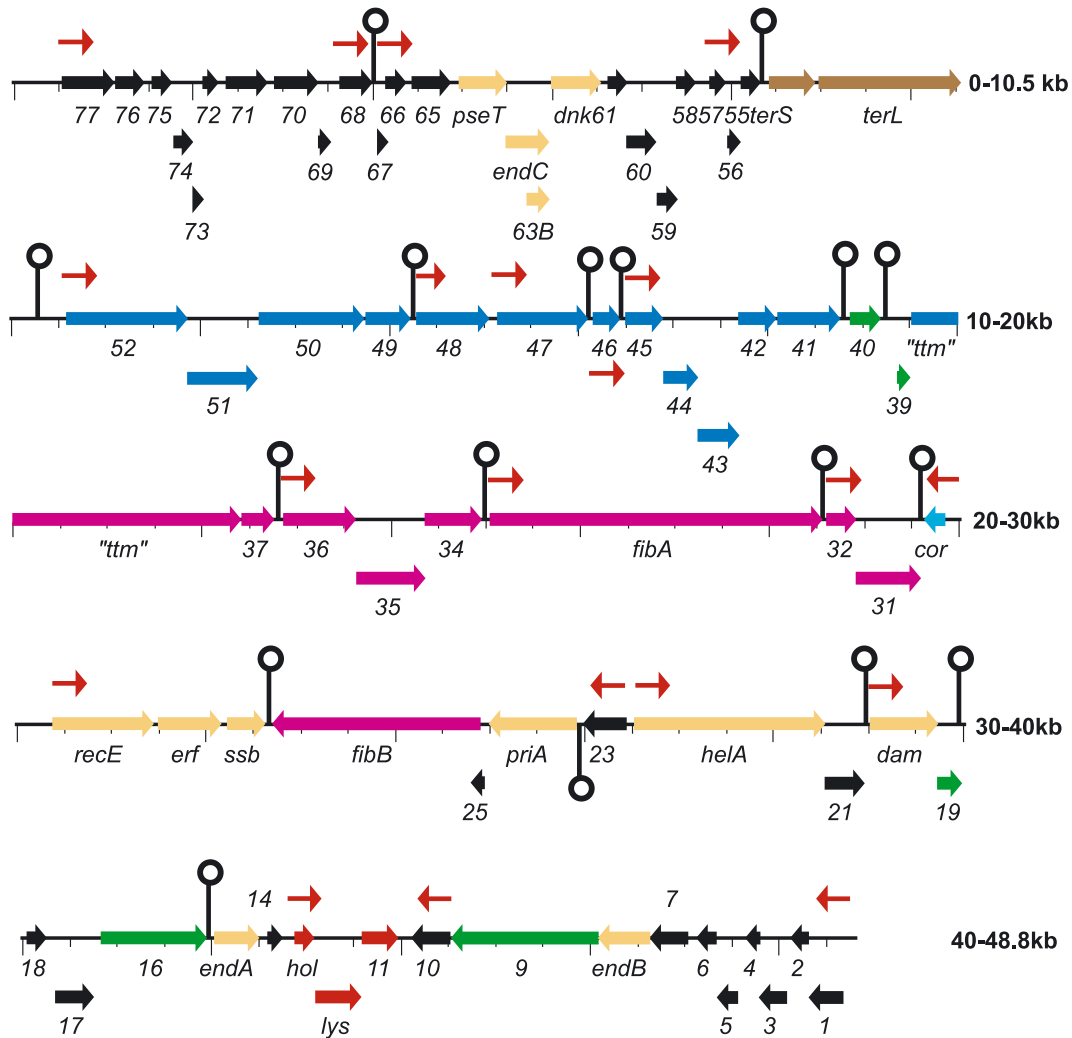 0-10.5 kb
77 76 75 72 71 70 68 66 65 pseT dnk61 58 57 55 terS terL
74 69 67 endC 60 56
73 63B 59
10-20kb
52 50 49 48 47 46 45 42 41 40 "ttm"
51 44 39
43
20-30kb
"ttm" 37 36 34 fibA 32 cor
35 31
30-40kb
recE erf ssb fibB priA 23 helA dam
25 21 19
14 7
40-48.8kb
18 16 endA hol 11 10 9 endB 6 4 2
17 lys 5 3 1